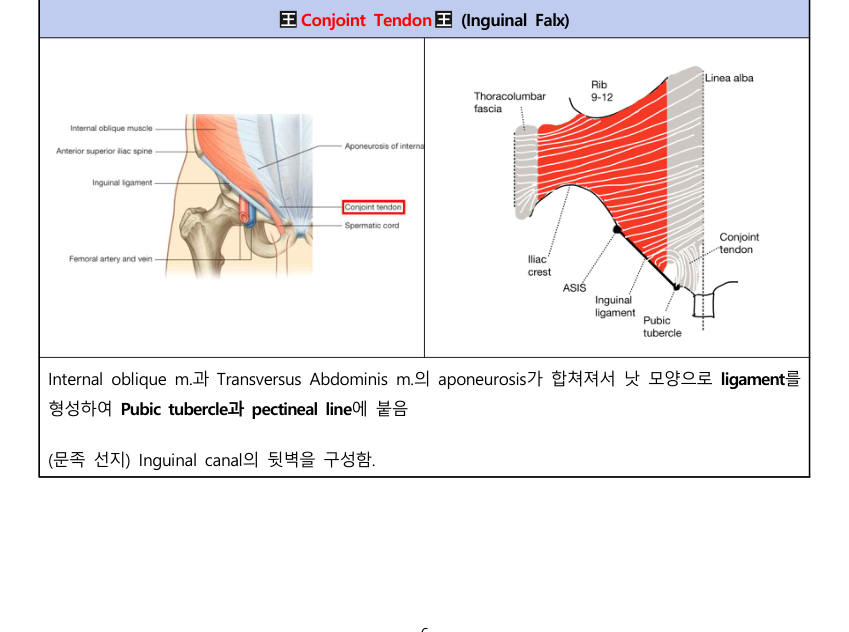 王 Conjoint Tendon 王 (Inguinal Falx)
Internal oblique muscle
Anterior superior iliac spine
Inguinal ligament
Femoral artery and vein
Aponeurosis of interna
Conjoint tendon
Spermatic cord
Thoracolumbar
fascia
Rib
9-12
Linea alba
Iliac
crest
ASIS
Inguinal
ligament
Pubic
tubercle
Conjoint
tendon
Internal oblique m.과 Transversus Abdominis m.의 aponeurosis가 합쳐져서 낫 모양으로 ligament를
형성하여 Pubic tubercle과 pectineal line에 붙음
(문족 선지) Inguinal canal의 뒷벽을 구성함.